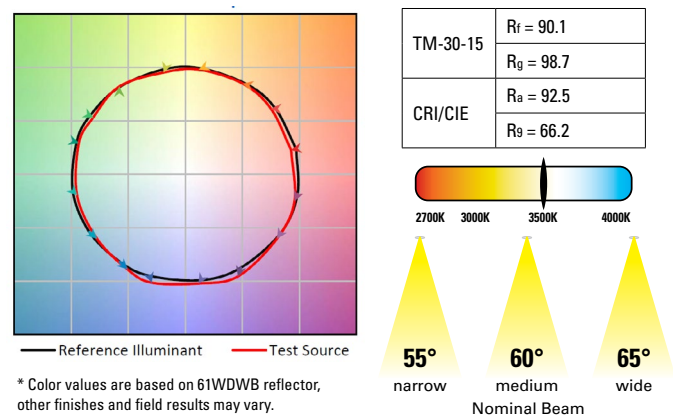 Reference Illuminant
Test Source
* Color values are based on 61WDWB reflector,
other finishes and field results may vary.
TM-30-15
Rf = 90.1
Rg = 98.7
CRI/CIE
Ra = 92.5
R9 = 66.2
2700K 3000K 3500K 4000K
55° 60° 65°
narrow medium wide
Nominal Beam